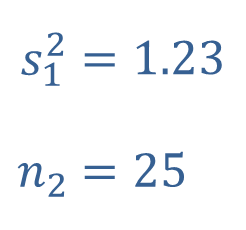 s₁² = 1.23
n₂ = 25